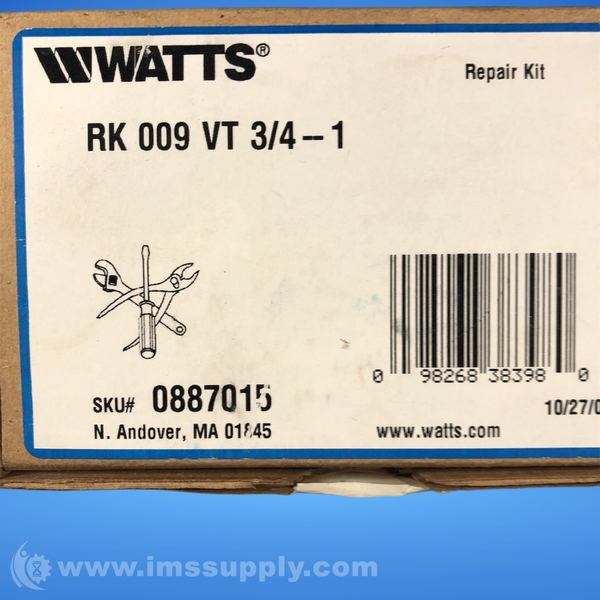 WATTS®
Repair Kit
RK 009 VT 3/4 -- 1
0 98268 38398 0
SKU# 0887015
10/27/0
N. Andover, MA 01845
www.watts.com
www.imssupply.com